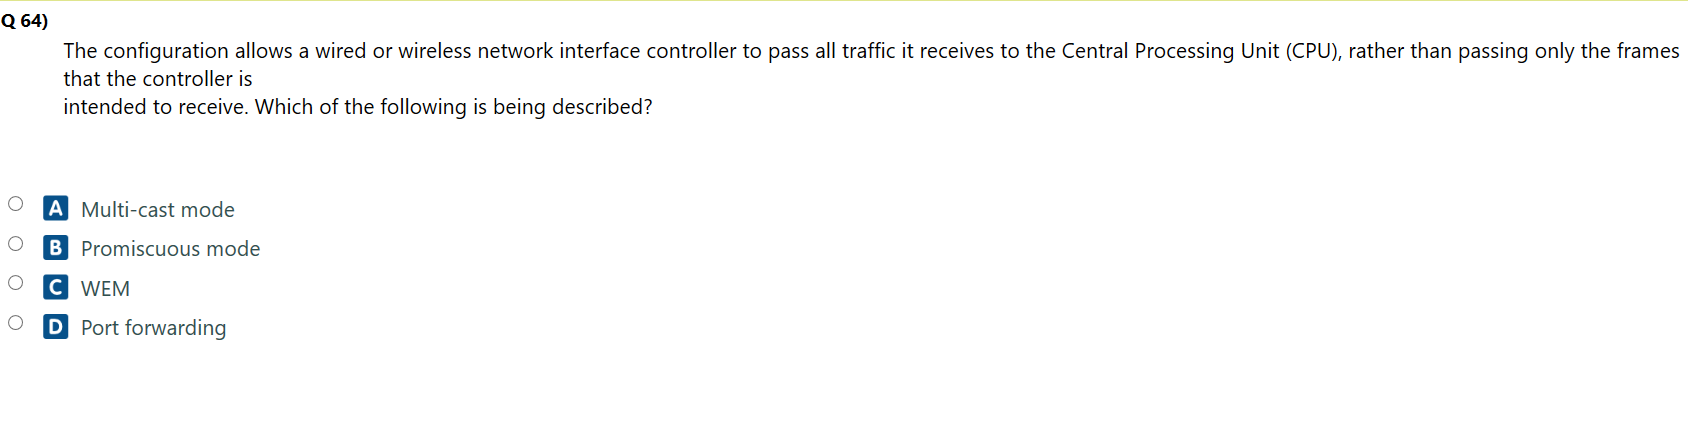 Q 64)
The configuration allows a wired or wireless network interface controller to pass all traffic it receives to the Central Processing Unit (CPU), rather than passing only the frames
that the controller is
intended to receive. Which of the following is being described?
A Multi-cast mode
B Promiscuous mode
C WEM
D Port forwarding